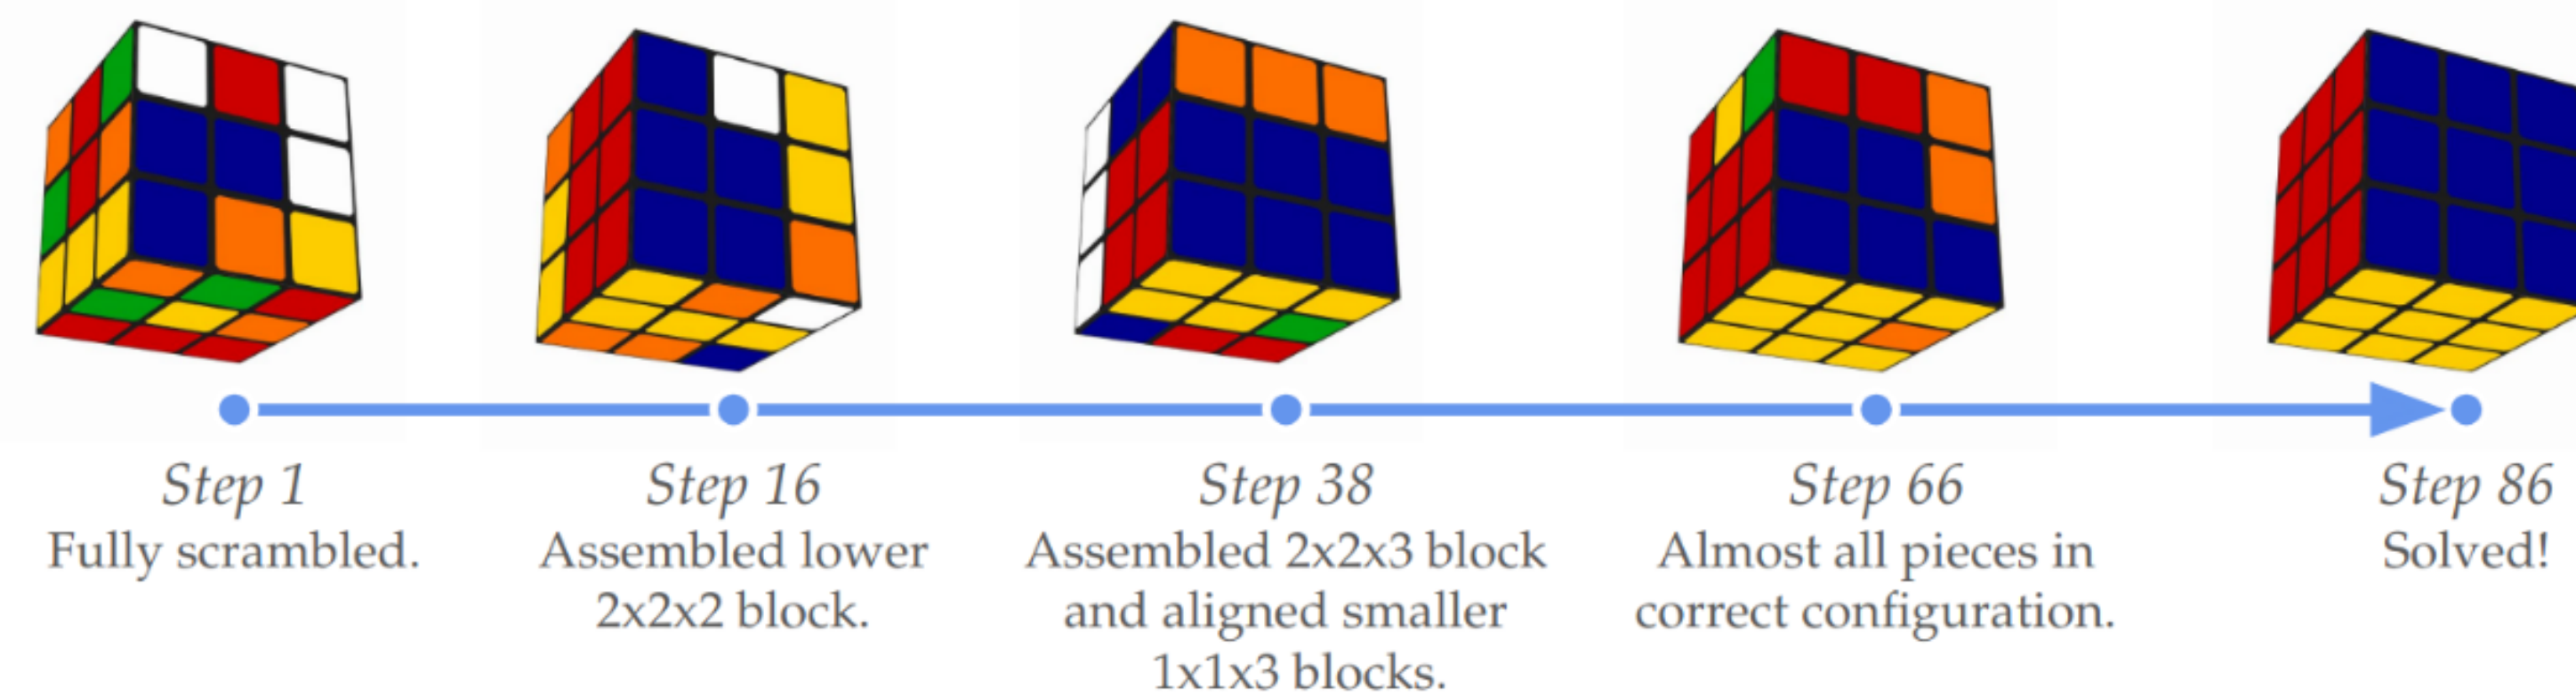 Step 1
Fully scrambled.
Step 16
Assembled lower
2x2x2 block.
Step 38
Assembled 2x2x3 block
and aligned smaller
1x1x3 blocks.
Step 66
Almost all pieces in
correct configuration.
Step 86
Solved!